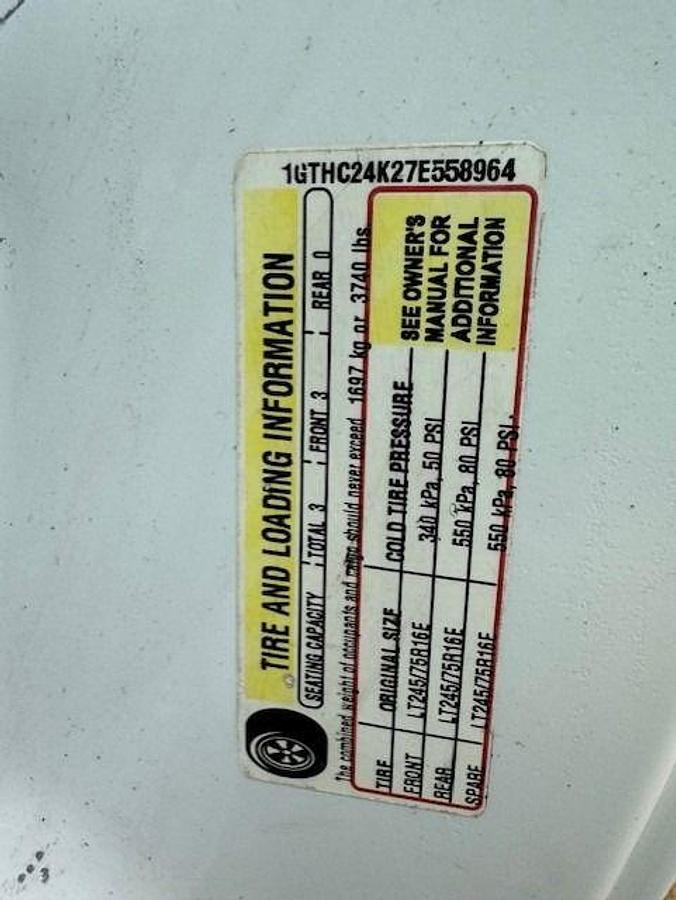 1GTHC24K27E558964
TIRE AND LOADING INFORMATION
SEATING CAPACITY TOTAL 3 FRONT 3 REAR 0
The combined weight of occupants and cargo should never exceed 1697 kg or 3740 lbs.
TIRE ORIGINAL SIZE COLD TIRE PRESSURE
FRONT LT245/75R16E 340 kPa, 50 PSI
REAR LT245/75R16E 550 kPa, 80 PSI
SPARE LT245/75R16E 550 kPa, 80 PSI
SEE OWNER'S
MANUAL FOR
ADDITIONAL
INFORMATION
3